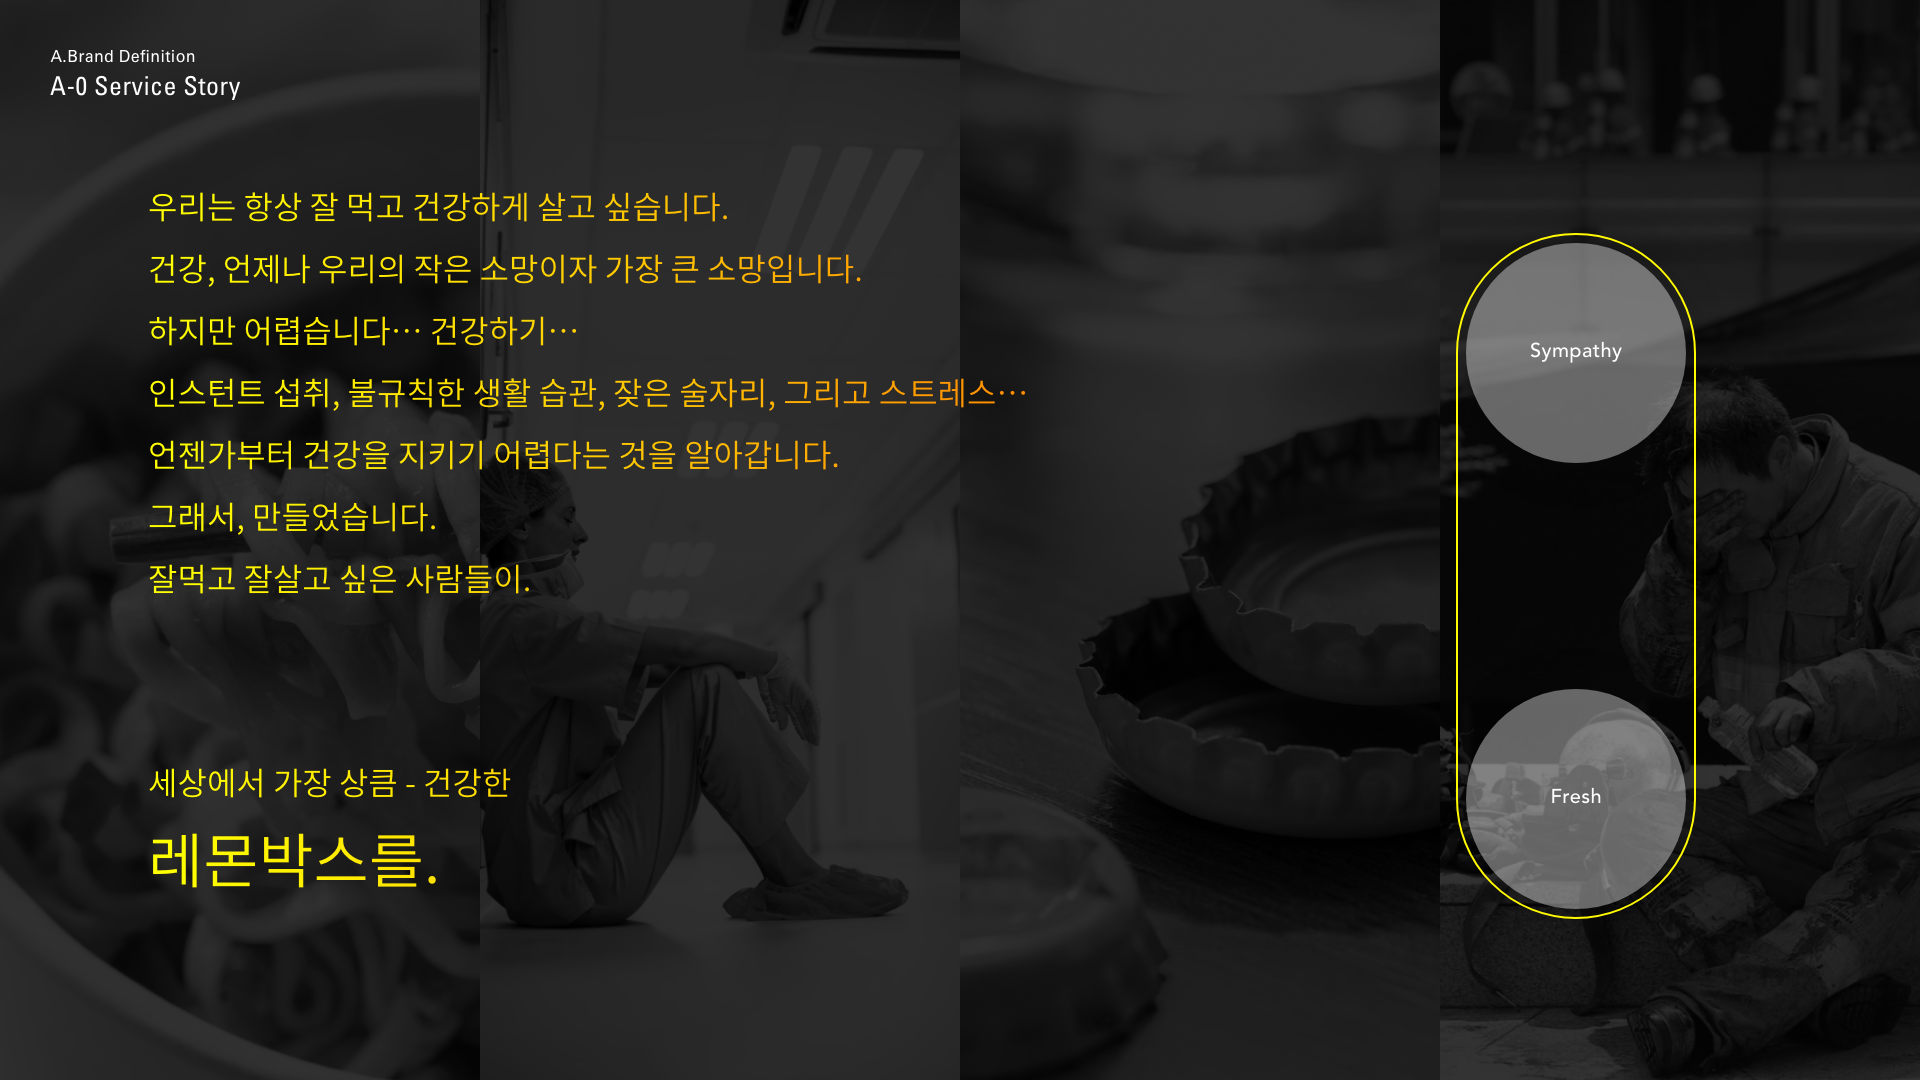 A.Brand Definition
A-0 Service Story
우리는 항상 잘 먹고 건강하게 살고 싶습니다.
건강, 언제나 우리의 작은 소망이자 가장 큰 소망입니다.
하지만 어렵습니다… 건강하기…
인스턴트 섭취, 불규칙한 생활 습관, 잦은 술자리, 그리고 스트레스…
언젠가부터 건강을 지키기 어렵다는 것을 알아갑니다.
그래서, 만들었습니다.
잘먹고 잘살고 싶은 사람들이.
세상에서 가장 상큼 - 건강한
레몬박스를.
Sympathy
Fresh